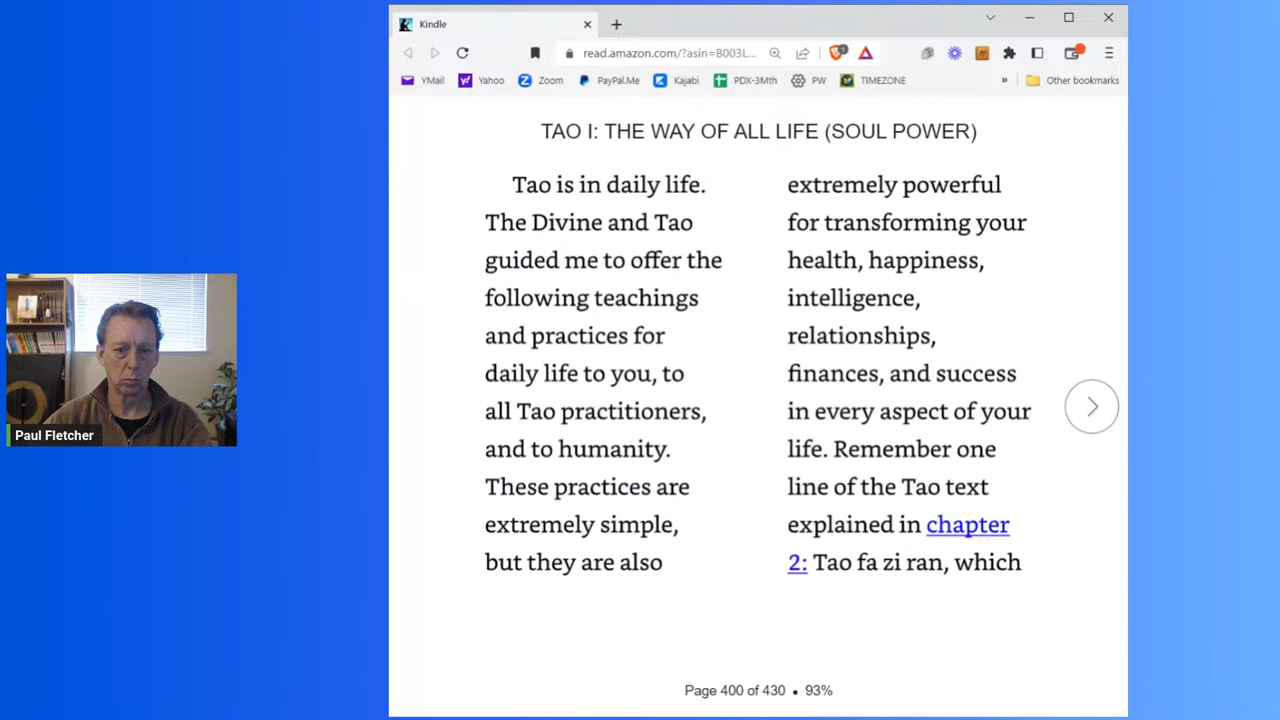 Kindle
read.amazon.com/?asin=B003L...
1
YMail
Yahoo
Zoom
PayPal.Me
Kajabi
PDX-3Mth
PW
TIMEZONE
»
Other bookmarks
TAO I: THE WAY OF ALL LIFE (SOUL POWER)
Tao is in daily life.
The Divine and Tao
guided me to offer the
following teachings
and practices for
daily life to you, to
all Tao practitioners,
and to humanity.
These practices are
extremely simple,
but they are also
extremely powerful
for transforming your
health, happiness,
intelligence,
relationships,
finances, and success
in every aspect of your
life. Remember one
line of the Tao text
explained in chapter
2: Tao fa zi ran, which
Page 400 of 430 • 93%
Paul Fletcher